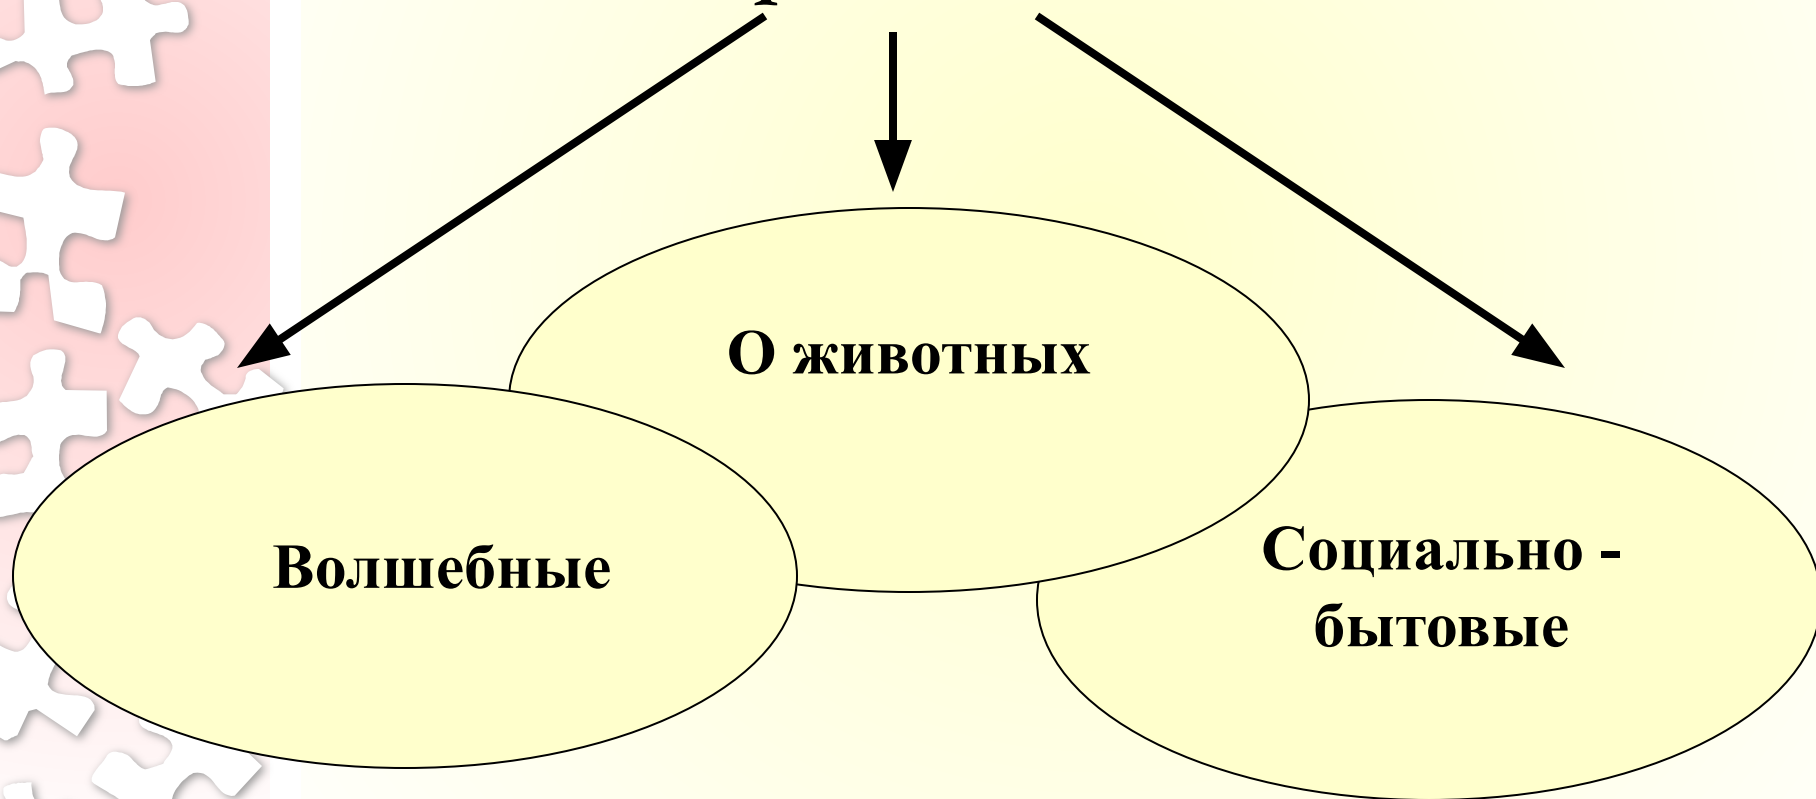 О животных
Волшебные
Социально -
бытовые